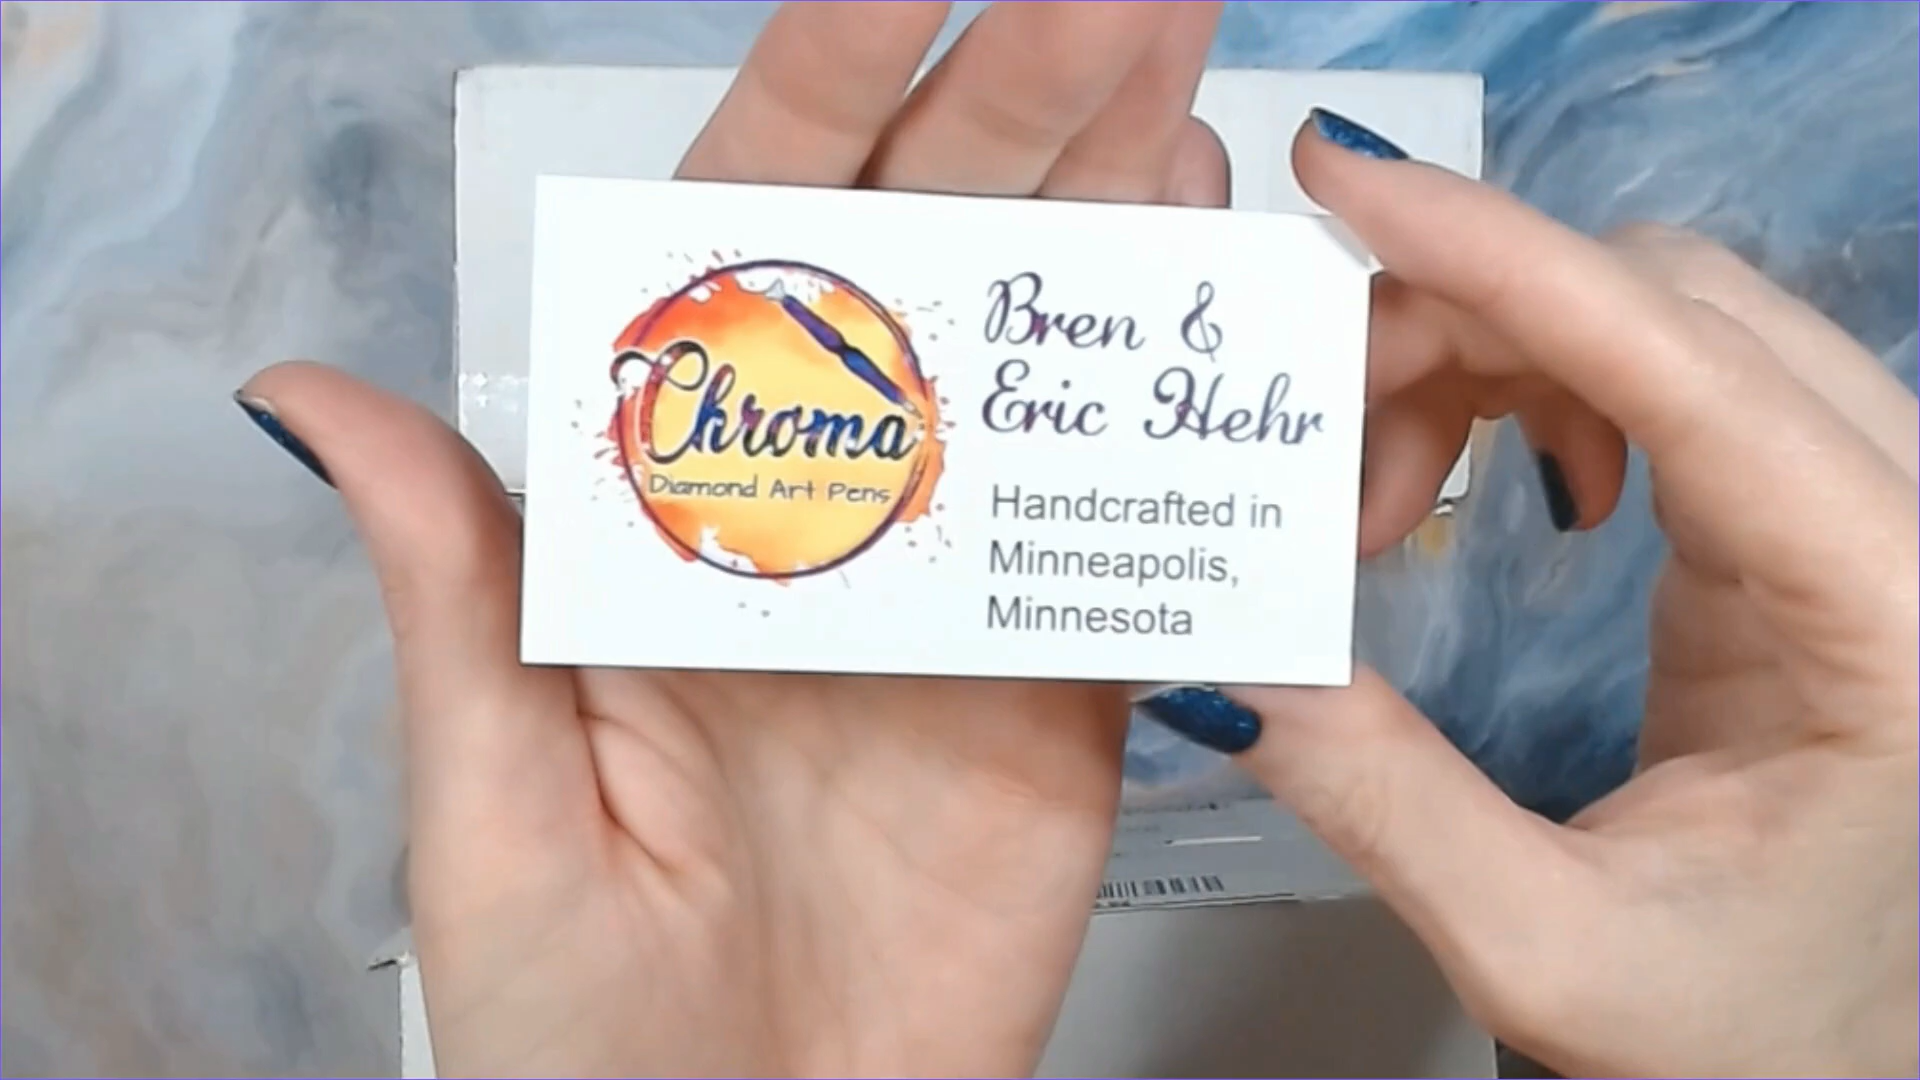 Chroma
Diamond Art Pens
Bren &
Eric Hehr
Handcrafted in
Minneapolis,
Minnesota